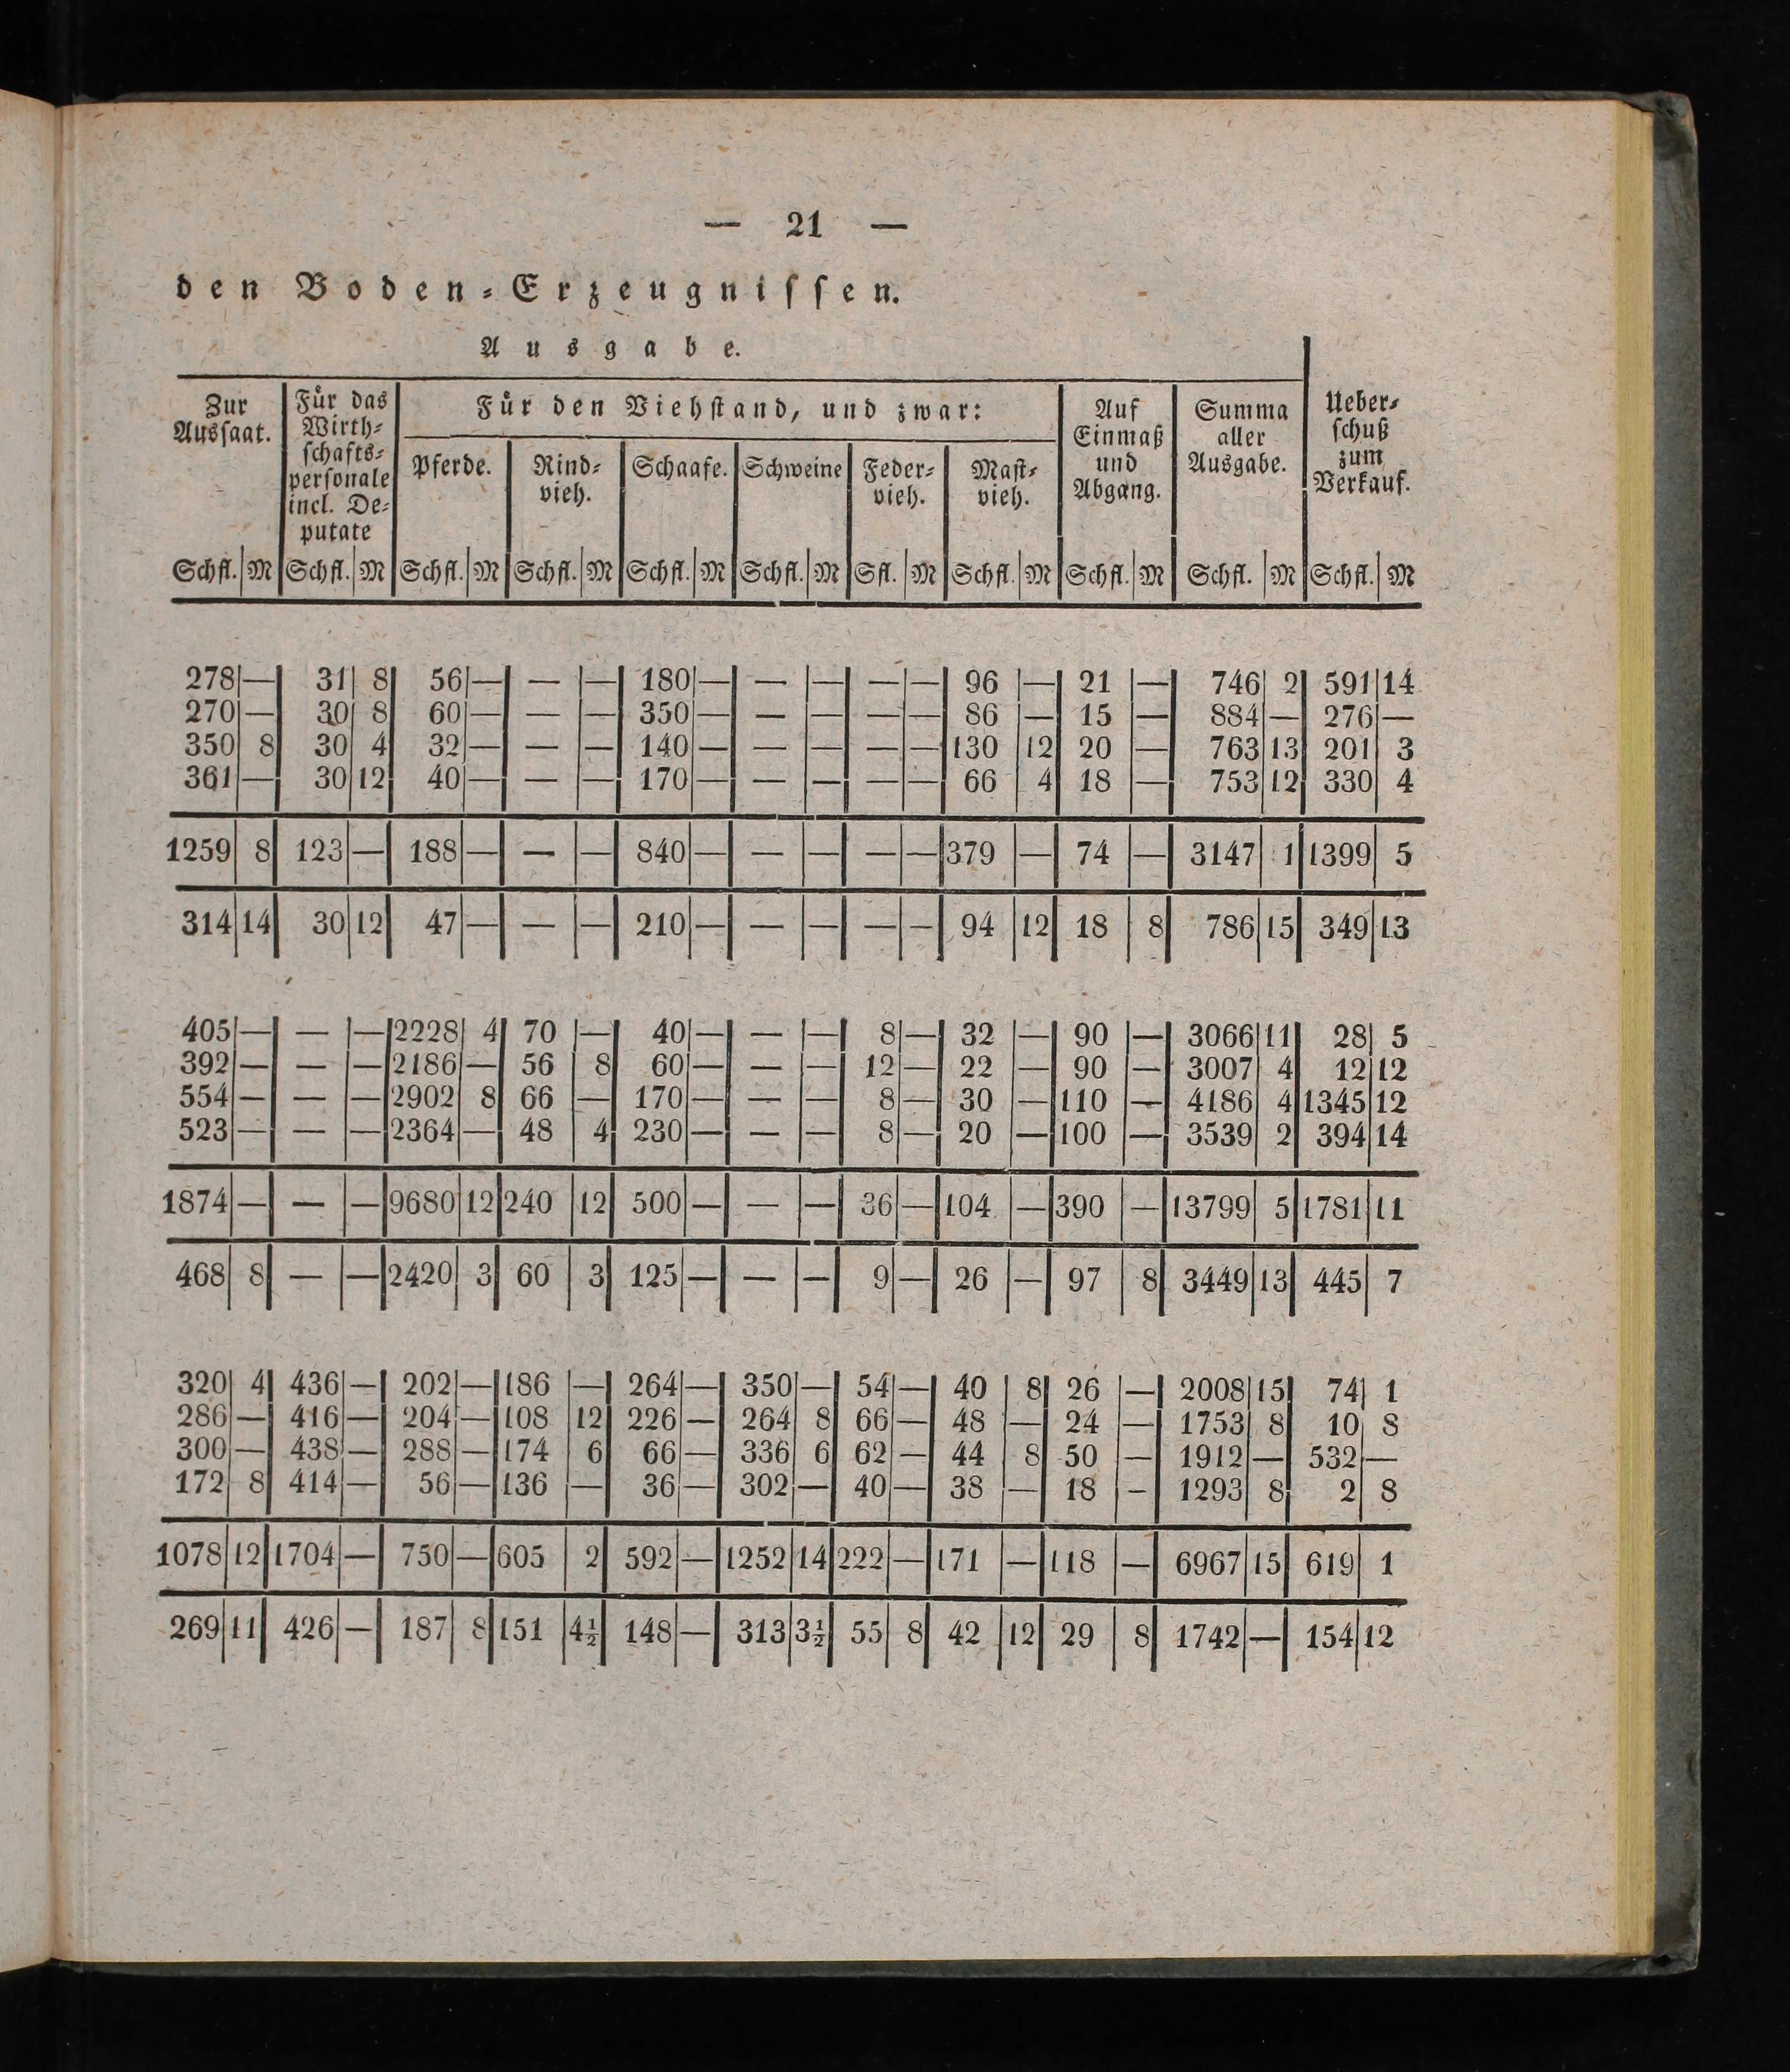 — 21 —
den Boden-Erzeugnissen.
Ausgabe.
Zur Aussaat. | Für das Wirthschafts-personale incl. Deputate | Für den Viehstand, und zwar: | Auf Einmaß und Abgang. | Summa aller Ausgabe. | Ueberschuß zum Verkauf.
Pferde. | Rindvieh. | Schaafe. | Schweine | Federvieh. | Mastvieh.
Schfl. | M | Schfl. | M | Schfl. | M | Schfl. | M | Schfl. | M | Schfl. | M | Sfl. | M | Schfl. | M | Schfl. | M | Schfl. | M | Schfl. | M
278 | — | 31 | 8 | 56 | — | — | — | 180 | — | — | — | — | — | 96 | — | 21 | — | 746 | 2 | 591 | 14
270 | — | 30 | 8 | 60 | — | — | — | 350 | — | — | — | — | — | 86 | — | 15 | — | 884 | — | 276 | —
350 | 8 | 30 | 4 | 32 | — | — | — | 140 | — | — | — | — | — | 130 | 12 | 20 | — | 763 | 13 | 201 | 3
361 | — | 30 | 12 | 40 | — | — | — | 170 | — | — | — | — | — | 66 | 4 | 18 | — | 753 | 12 | 330 | 4
1259 | 8 | 123 | — | 188 | — | — | — | 840 | — | — | — | — | — | 379 | — | 74 | — | 3147 | 1 | 1399 | 5
314 | 14 | 30 | 12 | 47 | — | — | — | 210 | — | — | — | — | — | 94 | 12 | 18 | 8 | 786 | 15 | 349 | 13
405 | — | — | — | 2228 | 4 | 70 | — | 40 | — | — | — | 8 | — | 32 | — | 90 | — | 3066 | 11 | 28 | 5
392 | — | — | — | 2186 | — | 56 | 8 | 60 | — | — | — | 12 | — | 22 | — | 90 | — | 3007 | 4 | 12 | 12
554 | — | — | — | 2902 | 8 | 66 | — | 170 | — | — | — | 8 | — | 30 | — | 110 | — | 4186 | 4 | 1345 | 12
523 | — | — | — | 2364 | — | 48 | 4 | 230 | — | — | — | 8 | — | 20 | — | 100 | — | 3539 | 2 | 394 | 14
1874 | — | — | — | 9680 | 12 | 240 | 12 | 500 | — | — | — | 36 | — | 104 | — | 390 | — | 13799 | 5 | 1781 | 11
468 | 8 | — | — | 2420 | 3 | 60 | 3 | 125 | — | — | — | 9 | — | 26 | — | 97 | 8 | 3449 | 13 | 445 | 7
320 | 4 | 436 | — | 202 | — | 186 | — | 264 | — | 350 | — | 54 | — | 40 | 8 | 26 | — | 2008 | 15 | 74 | 1
286 | — | 416 | — | 204 | — | 108 | 12 | 226 | — | 264 | 8 | 66 | — | 48 | — | 24 | — | 1753 | 8 | 10 | 8
300 | — | 438 | — | 288 | — | 174 | 6 | 66 | — | 336 | 6 | 62 | — | 44 | 8 | 50 | — | 1912 | — | 532 | —
172 | 8 | 414 | — | 56 | — | 136 | — | 36 | — | 302 | — | 40 | — | 38 | — | 18 | — | 1293 | 8 | 2 | 8
1078 | 12 | 1704 | — | 750 | — | 605 | 2 | 592 | — | 1252 | 14 | 222 | — | 171 | — | 118 | — | 6967 | 15 | 619 | 1
269 | 11 | 426 | — | 187 | 8 | 151 | 4½ | 148 | — | 313 | 3½ | 55 | 8 | 42 | 12 | 29 | 8 | 1742 | — | 154 | 12